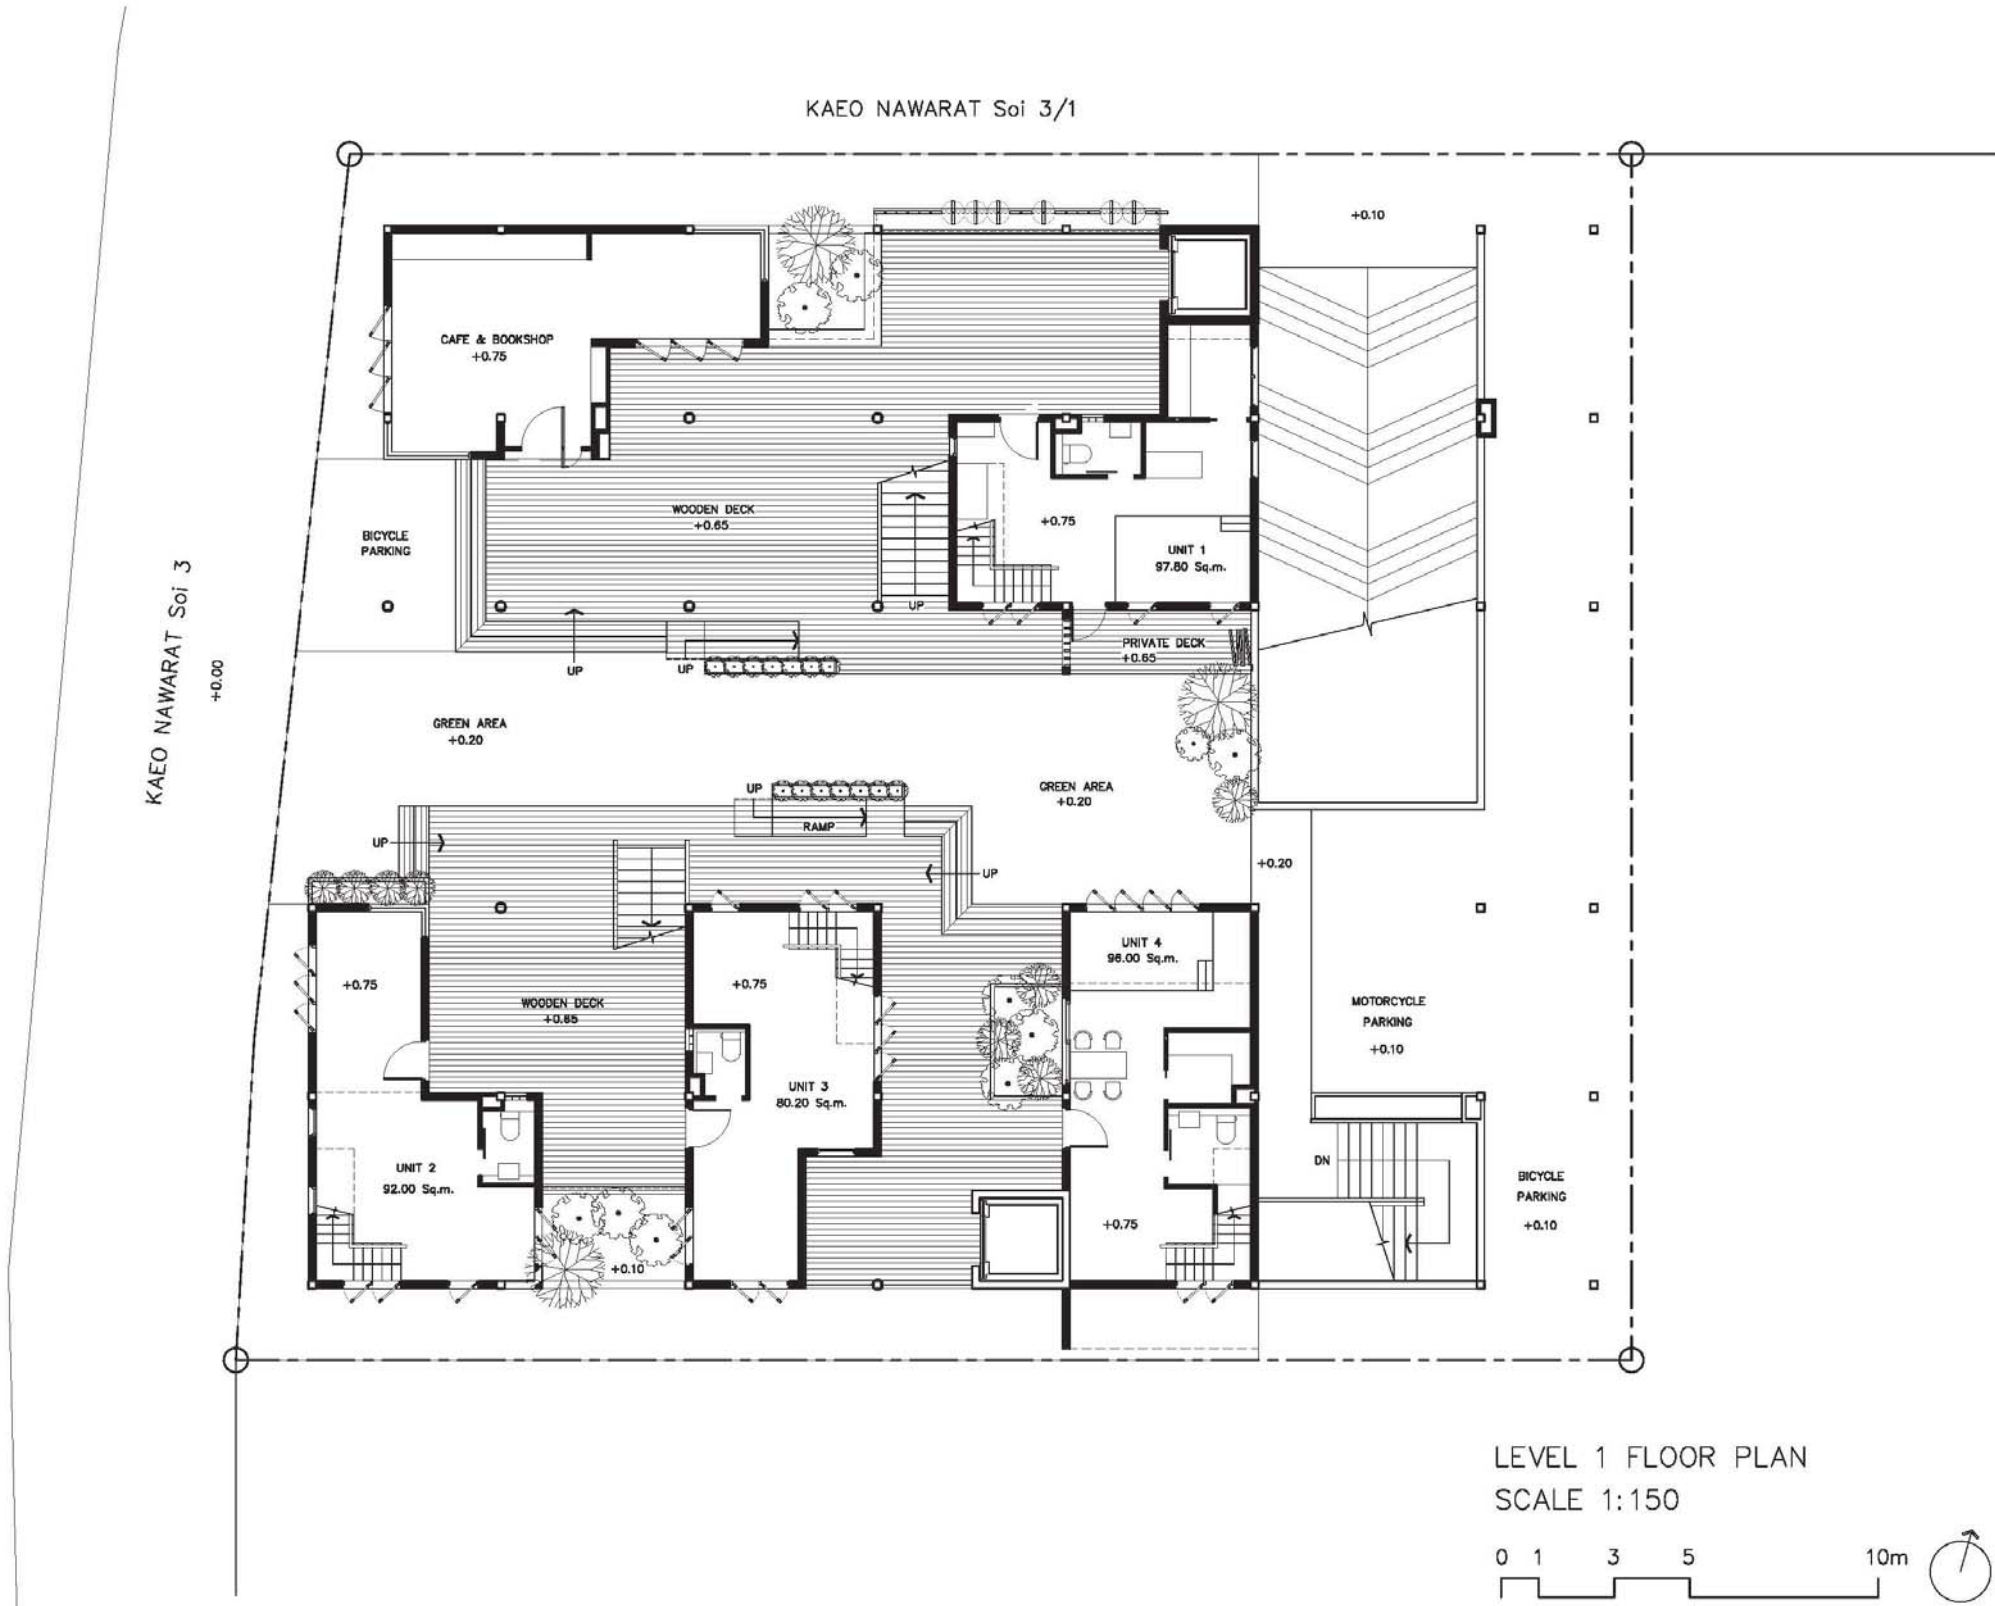 KAEO NAWARAT Soi 3/1
+0.10
CAFE & BOOKSHOP
+0.75
WOODEN DECK
+0.65
BICYCLE
PARKING
+0.75
UNIT 1
97.80 Sq.m.
UP
PRIVATE DECK
+0.65
UP
UP
KAEO NAWARAT Soi 3
+0.00
GREEN AREA
+0.20
GREEN AREA
+0.20
UP
RAMP
UP
UP
+0.20
UNIT 4
96.00 Sq.m.
+0.75
+0.75
WOODEN DECK
+0.65
MOTORCYCLE
PARKING
+0.10
UNIT 3
80.20 Sq.m.
UNIT 2
92.00 Sq.m.
DN
BICYCLE
PARKING
+0.10
+0.75
+0.10
LEVEL 1 FLOOR PLAN
SCALE 1:150
0 1 3 5 10m